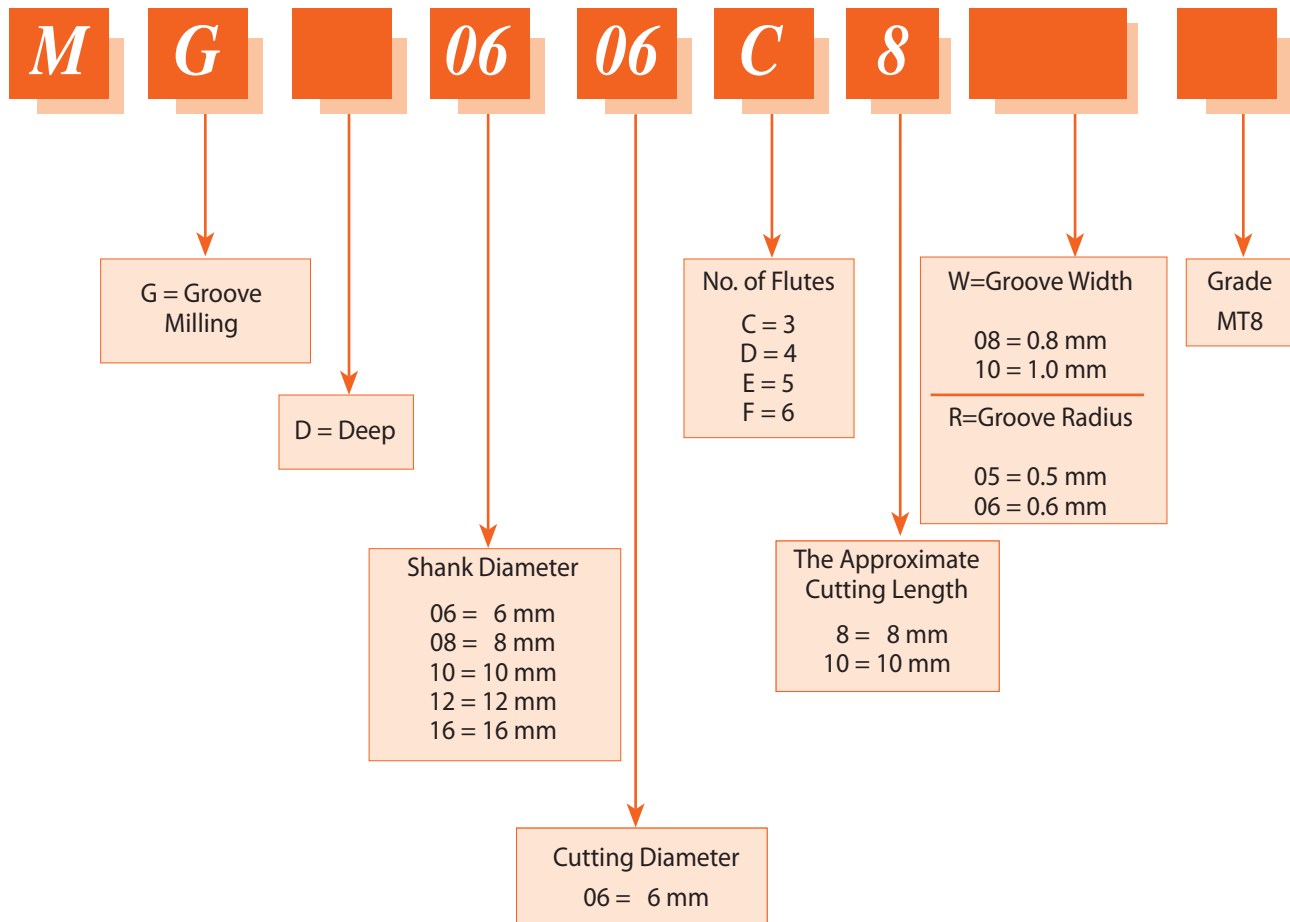 M G 06 06 C 8
G = Groove
Milling
D = Deep
Shank Diameter
06 = 6 mm
08 = 8 mm
10 = 10 mm
12 = 12 mm
16 = 16 mm
Cutting Diameter
06 = 6 mm
No. of Flutes
C = 3
D = 4
E = 5
F = 6
The Approximate
Cutting Length
8 = 8 mm
10 = 10 mm
W=Groove Width
08 = 0.8 mm
10 = 1.0 mm
R=Groove Radius
05 = 0.5 mm
06 = 0.6 mm
Grade
MT8